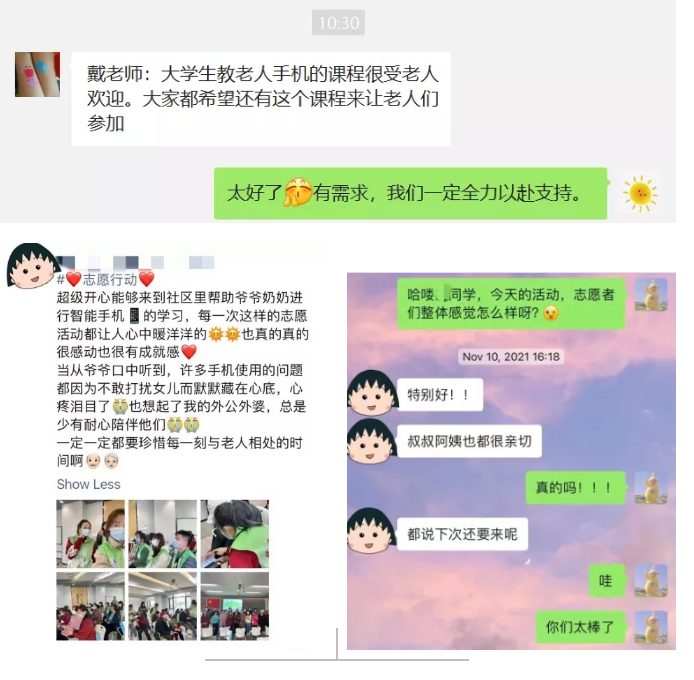 10:30
戴老师：大学生教老人手机的课程很受老人
欢迎。大家都希望还有这个课程来让老人们
参加
太好了🤭有需求，我们一定全力以赴支持。
#❤️志愿行动❤️
超级开心能够来到社区里帮助爷爷奶奶进
行智能手机📱的学习，每一次这样的志愿
活动都让人心中暖洋洋的🌞🌞也真的真的
很感动也很有成就感❤️
当从爷爷口中听到，许多手机使用的问题
都因为不敢打扰女儿而默默藏在心底，心
疼泪目了😭也想起了我的外公外婆，总是
少有耐心陪伴他们😭😭
一定一定都要珍惜每一刻与老人相处的时
间啊👴🏻👵🏻
Show Less
哈喽 同学，今天的活动，志愿者
们整体感觉怎么样呀？😮
Nov 10, 2021 16:18
特别好！！
叔叔阿姨也都很亲切
真的吗！！！
都说下次还要来呢
哇
你们太棒了